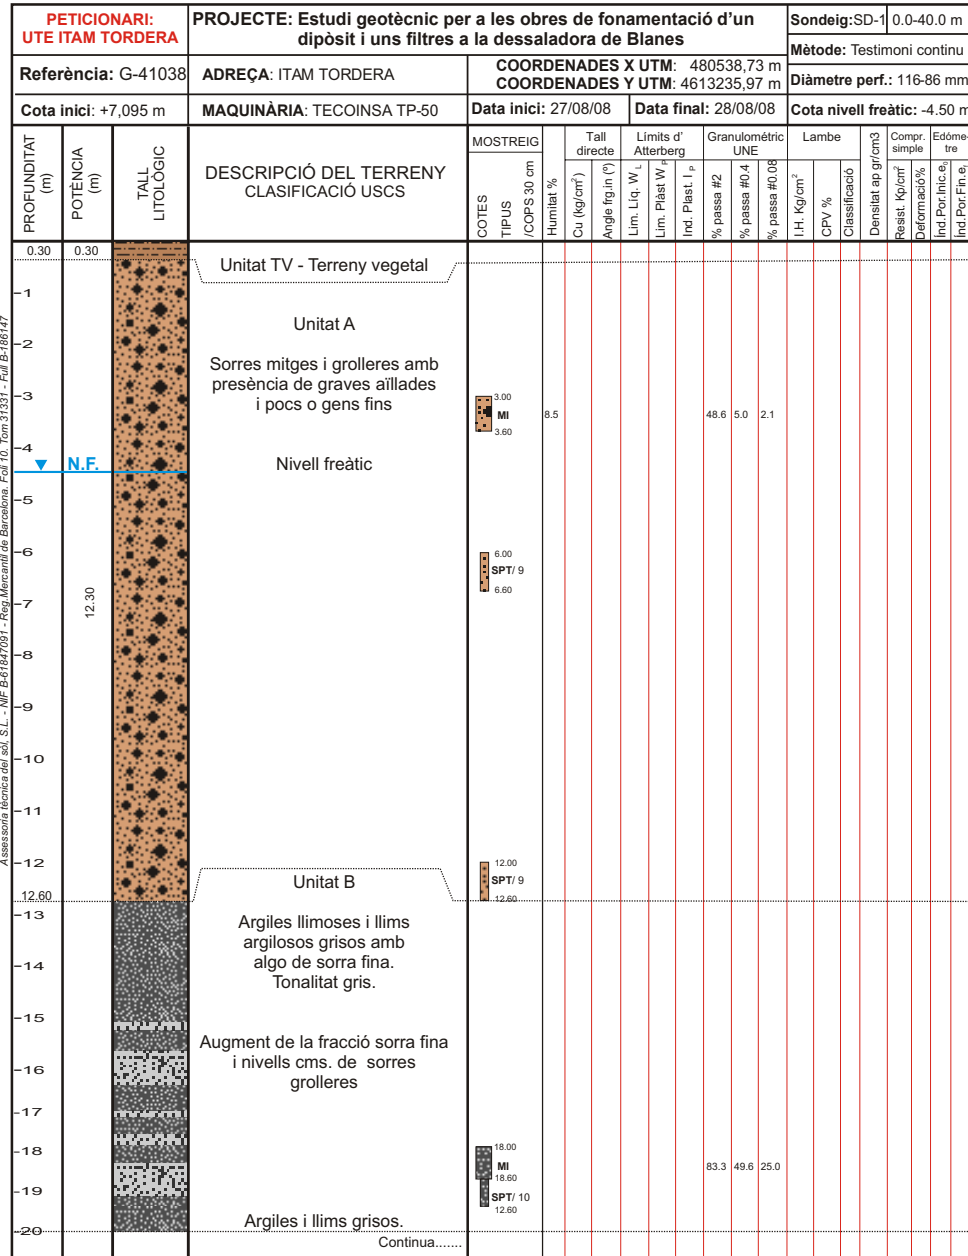 PETICIONARI:
UTE ITAM TORDERA
PROJECTE: Estudi geotècnic per a les obres de fonamentació d'un
dipòsit i uns filtres a la dessaladora de Blanes
Sondeig:SD-1 0.0-40.0 m
Mètode: Testimoni continu
Referència: G-41038
ADREÇA: ITAM TORDERA
COORDENADES X UTM: 480538,73 m
COORDENADES Y UTM: 4613235,97 m
Diàmetre perf.: 116-86 mm
Cota inici: +7,095 m
MAQUINÀRIA: TECOINSA TP-50
Data inici: 27/08/08
Data final: 28/08/08
Cota nivell freàtic: -4.50 m
PROFUNDITAT
(m)
POTÈNCIA
(m)
TALL
LITOLÒGIC
DESCRIPCIÓ DEL TERRENY
CLASIFICACIÓ USCS
MOSTREIG
COTES
TIPUS
/COPS 30 cm
Humitat %
Tall
directe
Cu (kg/cm²)
Angle frg.in (º)
Límits d'
Atterberg
Lim. Líq. W L
Lim. Plàst W P
Ind. Plast. I P
Granulométric
UNE
% passa #2
% passa #0,4
% passa #0,08
Lambe
I.H. Kg/cm²
CPV %
Classificació
Densitat ap gr/cm3
Compr.
simple
Resist. Kp/cm²
Deformació%
Edóme-
tre
Índ.Por.Inic.e₀
Índ.Por.Fin.e f
0.30 0.30
Unitat TV - Terreny vegetal
-1
Unitat A
-2
Sorres mitges i grolleres amb
presència de graves aïllades
i pocs o gens fins
-3
3.00
MI
3.60
8.5 48.6 5.0 2.1
-4
N.F.
Nivell freàtic
-5
-6
6.00
SPT/ 9
6.60
-7
12.30
-8
-9
-10
-11
-12
12.00
SPT/ 9
12.60
12.60
Unitat B
-13
Argiles llimoses i llims
argilosos grisos amb
algo de sorra fina.
Tonalitat gris.
-14
-15
Augment de la fracció sorra fina
i nivells cms. de sorres
grolleres
-16
-17
-18
18.00
MI
18.60
83.3 49.6 25.0
-19
SPT/ 10
12.60
Argiles i llims grisos.
-20
Continua.......
Assessoria tècnica del sòl, S.L. - NIF B-61847091 - Reg.Mercantil de Barcelona. Foli 10. Tom 31331 - Full B-186147